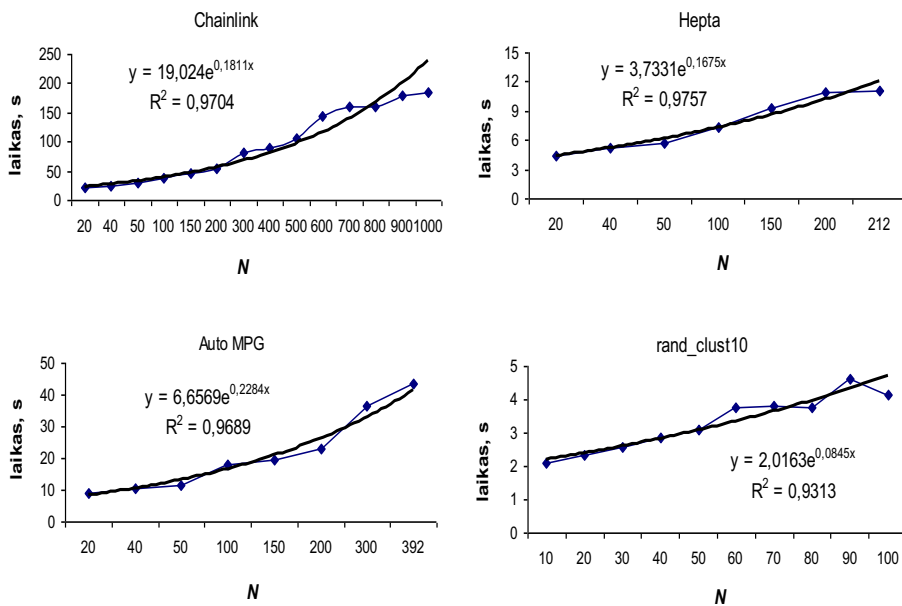 Chainlink
250
200
150
100
50
0
laikas, s
y = 19,024e^0,1811x
R² = 0,9704
20 40 50 100 150 200 300 400 500 600 700 800 900 1000
N
Hepta
15
12
9
6
3
0
laikas, s
y = 3,7331e^0,1675x
R² = 0,9757
20 40 50 100 150 200 212
N
Auto MPG
50
40
30
20
10
0
laikas, s
y = 6,6569e^0,2284x
R² = 0,9689
20 40 50 100 150 200 300 392
N
rand_clust10
5
4
3
2
1
0
laikas, s
y = 2,0163e^0,0845x
R² = 0,9313
10 20 30 40 50 60 70 80 90 100
N